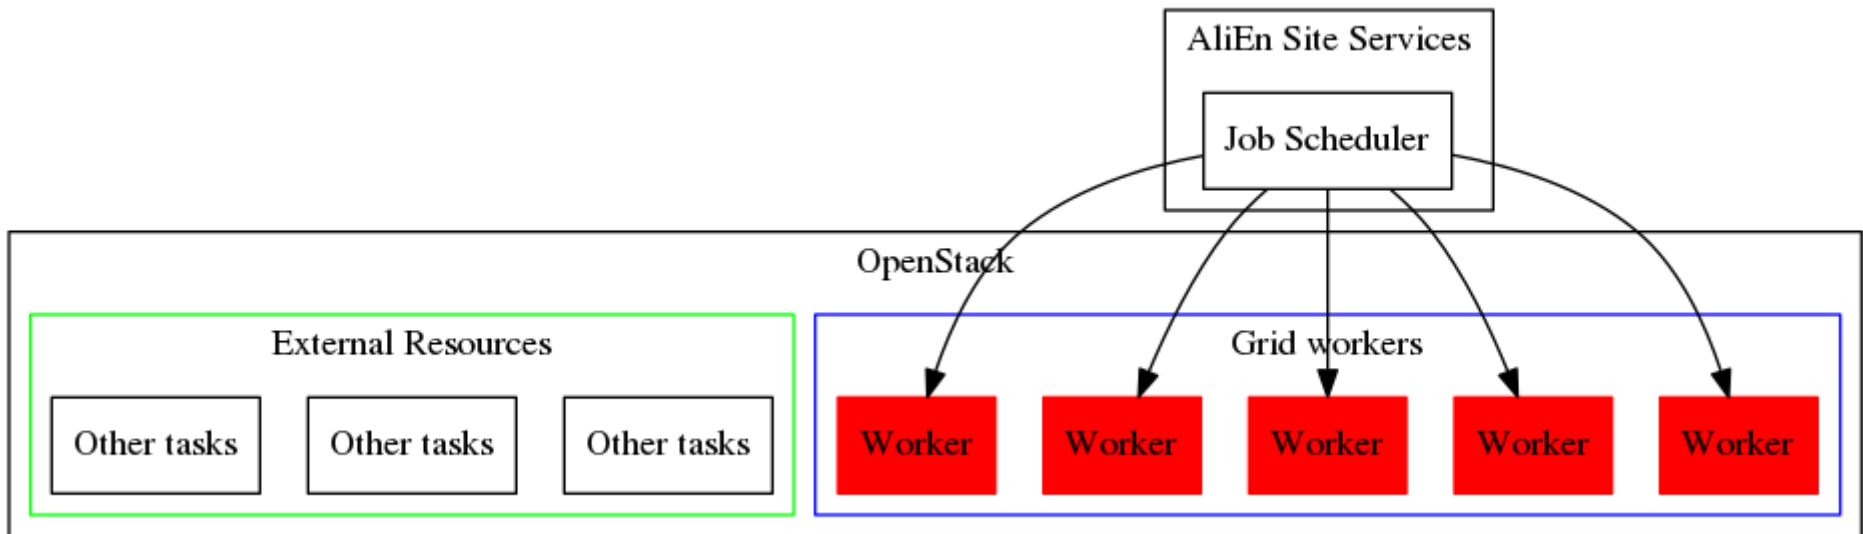 AliEn Site Services
Job Scheduler
OpenStack
External Resources
Grid workers
Other tasks
Other tasks
Other tasks
Worker
Worker
Worker
Worker
Worker